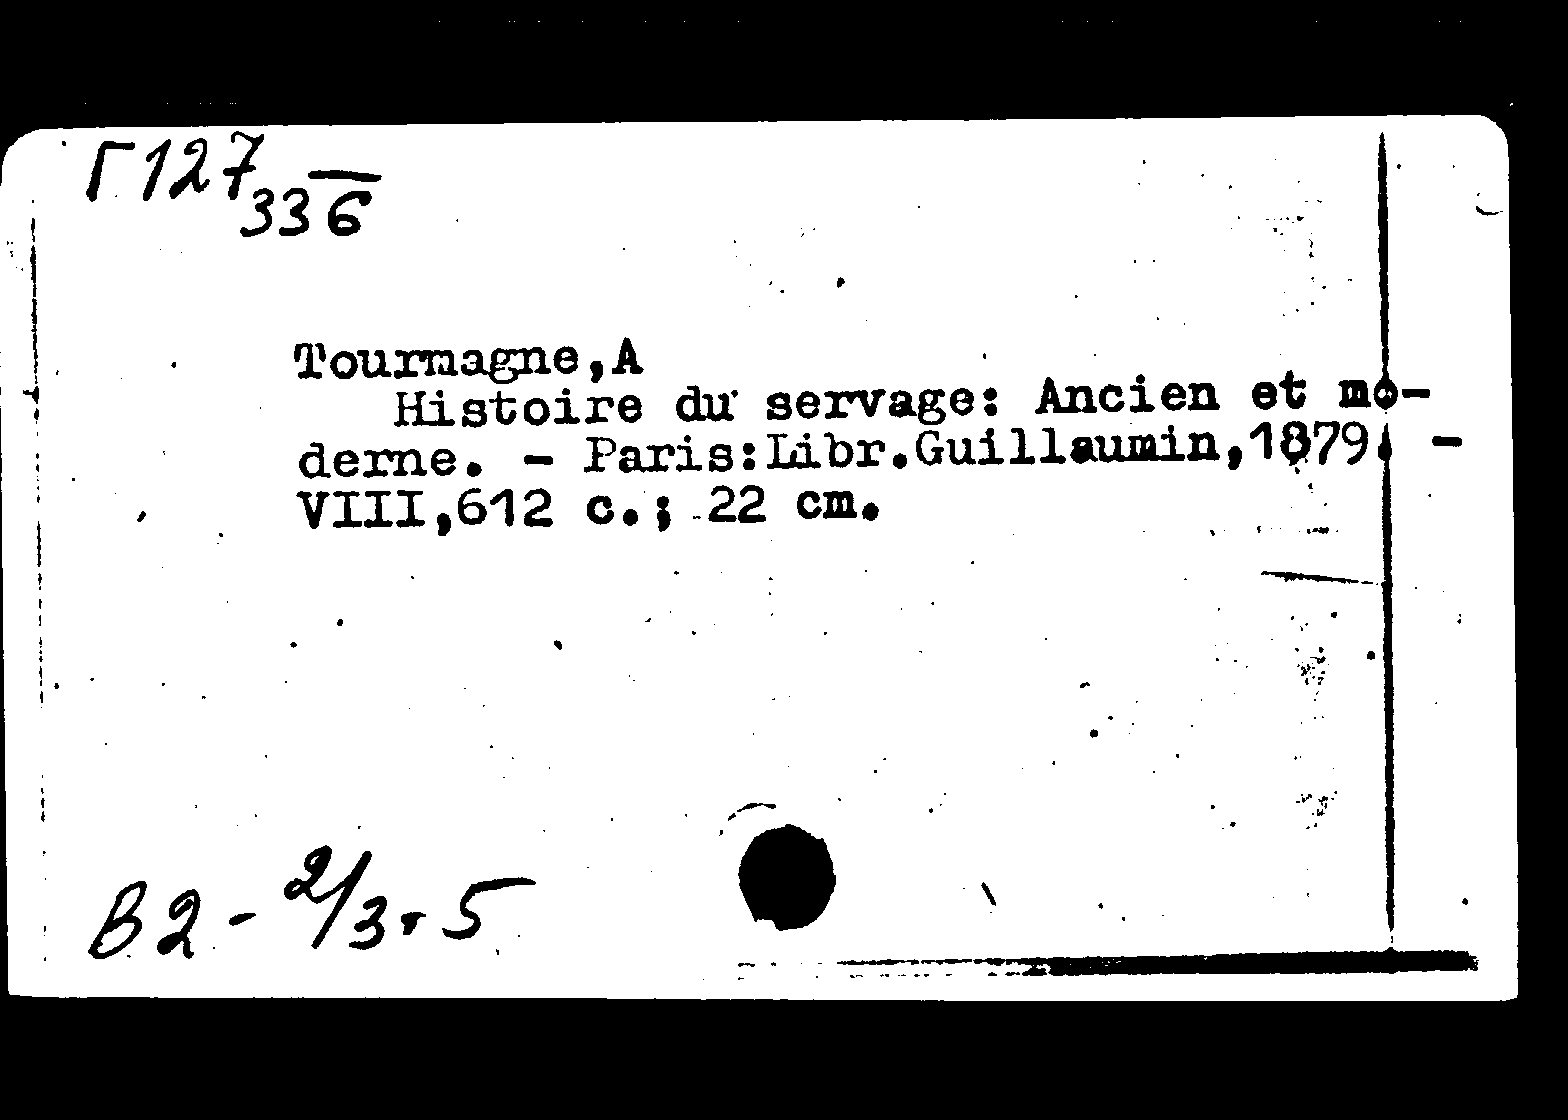 Г127
336
Tourmagne,A
Histoire du servage: Ancien et mo-
derne. - Paris:Libr.Guillaumin,1879. -
VIII,612 c.; 22 cm.
В2-2/3-5